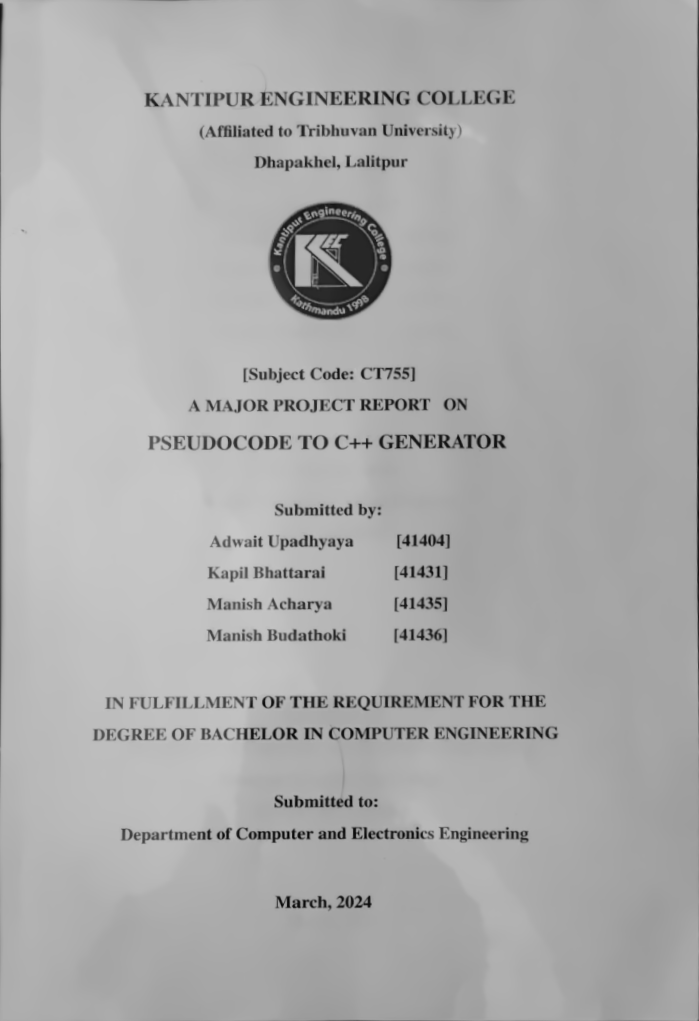 KANTIPUR ENGINEERING COLLEGE
(Affiliated to Tribhuvan University)
Dhapakhel, Lalitpur
Kantipur Engineering College
KEC
Kathmandu 1998
[Subject Code: CT755]
A MAJOR PROJECT REPORT ON
PSEUDOCODE TO C++ GENERATOR
Submitted by:
Adwait Upadhyaya [41404]
Kapil Bhattarai [41431]
Manish Acharya [41435]
Manish Budathoki [41436]
IN FULFILLMENT OF THE REQUIREMENT FOR THE
DEGREE OF BACHELOR IN COMPUTER ENGINEERING
Submitted to:
Department of Computer and Electronics Engineering
March, 2024